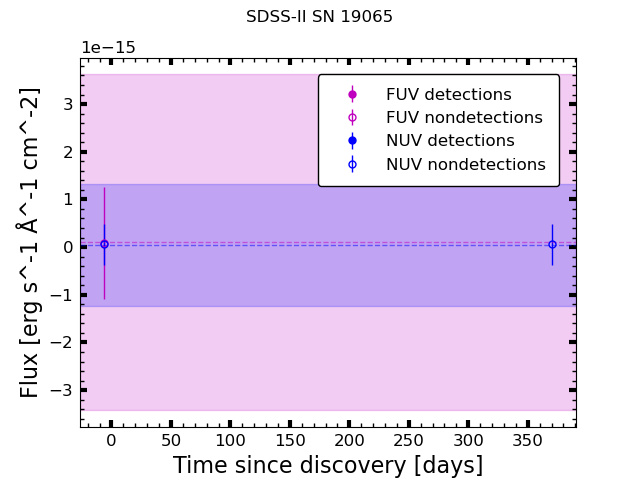 SDSS-II SN 19065
1e−15
FUV detections
FUV nondetections
NUV detections
NUV nondetections
3
2
1
0
−1
−2
−3
Flux [erg s^-1 Å^-1 cm^-2]
0 50 100 150 200 250 300 350
Time since discovery [days]